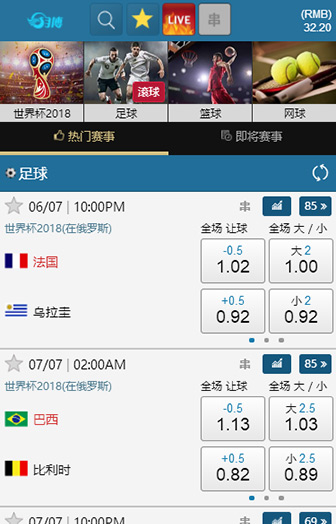 LIVE
(RMB)
32.20
滚球
世界杯2018
足球
篮球
网球
热门赛事
即将赛事
足球
06/07 | 10:00PM
85 »
世界杯2018(在俄罗斯)
全场 让球
全场 大 / 小
法国
-0.5
1.02
大 2
1.00
乌拉圭
+0.5
0.92
小 2
0.92
07/07 | 02:00AM
85 »
世界杯2018(在俄罗斯)
全场 让球
全场 大 / 小
巴西
-0.5
1.13
大 2.5
1.03
比利时
+0.5
0.82
小 2.5
0.89
07/07 | 10:00PM
69 »